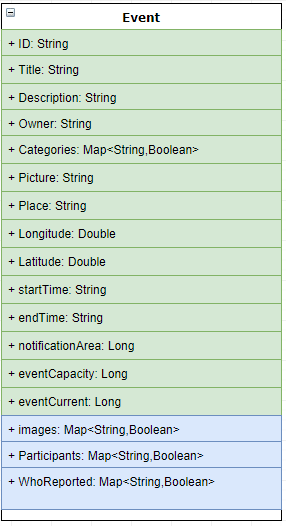 Event
+ ID: String
+ Title: String
+ Description: String
+ Owner: String
+ Categories: Map<String,Boolean>
+ Picture: String
+ Place: String
+ Longitude: Double
+ Latitude: Double
+ startTime: String
+ endTime: String
+ notificationArea: Long
+ eventCapacity: Long
+ eventCurrent: Long
+ images: Map<String,Boolean>
+ Participants: Map<String,Boolean>
+ WhoReported: Map<String,Boolean>